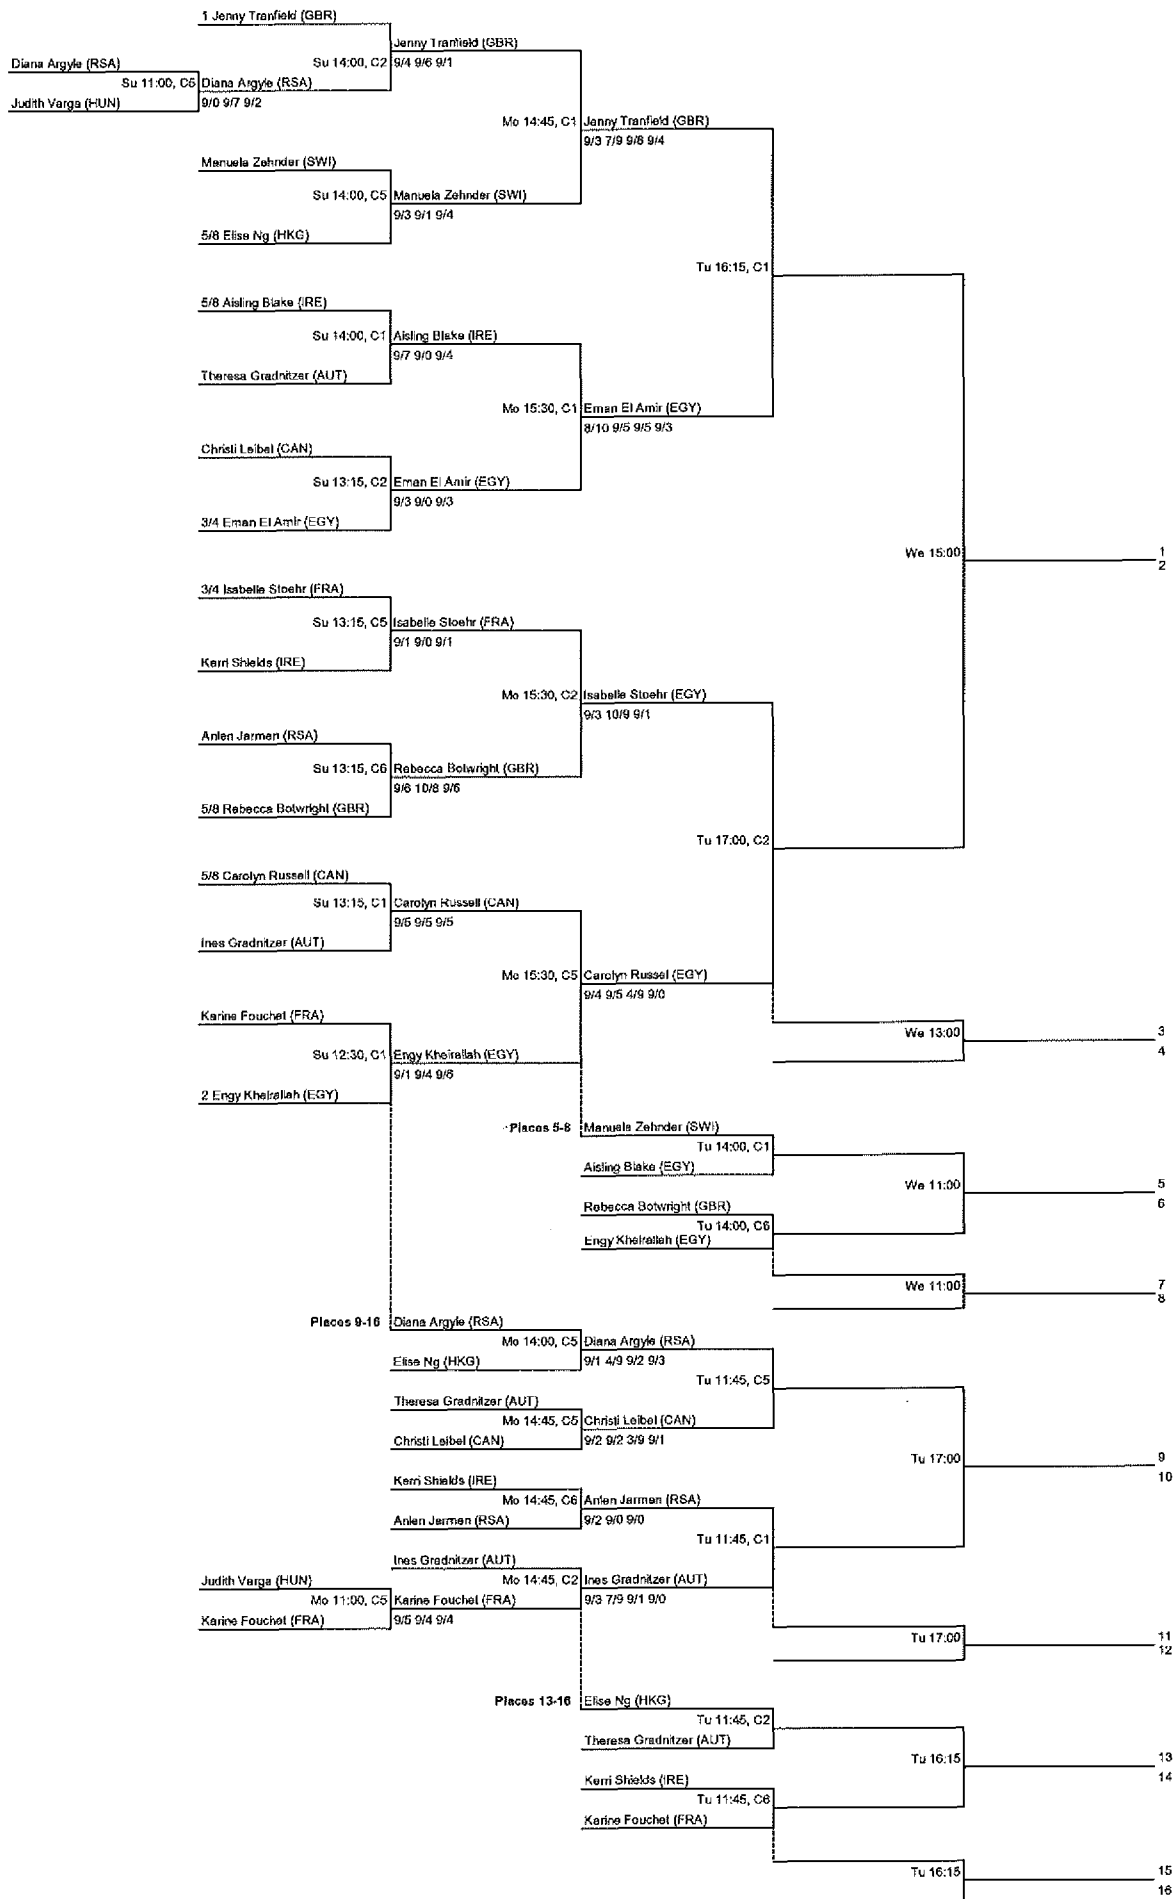 1 Jenny Tranfield (GBR)
Jenny Tranfield (GBR)
Diana Argyle (RSA)
Su 14:00, C2
9/4 9/6 9/1
Su 11:00, C5
Diana Argyle (RSA)
Judith Varga (HUN)
9/0 9/7 9/2
Mo 14:45, C1
Jenny Tranfield (GBR)
9/3 7/9 9/6 9/4
Manuela Zehnder (SWI)
Su 14:00, C5
Manuela Zehnder (SWI)
9/3 9/1 9/4
5/8 Elise Ng (HKG)
Tu 16:15, C1
5/8 Aisling Blake (IRE)
Su 14:00, C1
Aisling Blake (IRE)
9/7 9/0 9/4
Theresa Gradnitzer (AUT)
Mo 15:30, C1
Eman El Amir (EGY)
8/10 9/5 9/5 9/3
Christi Leibel (CAN)
Su 13:15, C2
Eman El Amir (EGY)
9/3 9/0 9/3
3/4 Eman El Amir (EGY)
We 15:00
1
2
3/4 Isabelle Stoehr (FRA)
Su 13:15, C5
Isabelle Stoehr (FRA)
9/1 9/0 9/1
Kerri Shields (IRE)
Mo 15:30, C2
Isabelle Stoehr (EGY)
9/3 10/9 9/1
Anlen Jarmen (RSA)
Su 13:15, C6
Rebecca Botwright (GBR)
9/6 10/8 9/6
5/8 Rebecca Botwright (GBR)
Tu 17:00, C2
5/8 Carolyn Russell (CAN)
Su 13:15, C1
Carolyn Russell (CAN)
9/5 9/5 9/5
Ines Gradnitzer (AUT)
Mo 15:30, C5
Carolyn Russel (EGY)
9/4 9/5 4/9 9/0
Karine Fouchet (FRA)
We 13:00
3
4
Su 12:30, C1
Engy Kheirallah (EGY)
9/1 9/4 9/6
2 Engy Kheirallah (EGY)
Places 5-8
Manuela Zehnder (SWI)
Tu 14:00, C1
Aisling Blake (EGY)
We 11:00
5
6
Rebecca Botwright (GBR)
Tu 14:00, C6
Engy Kheirallah (EGY)
We 11:00
7
8
Places 9-16
Diana Argyle (RSA)
Mo 14:00, C5
Diana Argyle (RSA)
Elise Ng (HKG)
9/1 4/9 9/2 9/3
Tu 11:45, C5
Theresa Gradnitzer (AUT)
Mo 14:45, C5
Christi Leibel (CAN)
Christi Leibel (CAN)
9/2 9/2 3/9 9/1
Tu 17:00
9
10
Kerri Shields (IRE)
Mo 14:45, C6
Anlen Jarmen (RSA)
Anlen Jarmen (RSA)
9/2 9/0 9/0
Tu 11:45, C1
Ines Gradnitzer (AUT)
Judith Varga (HUN)
Mo 14:45, C2
Ines Gradnitzer (AUT)
Mo 11:00, C5
Karine Fouchet (FRA)
9/3 7/9 9/1 9/0
Karine Fouchet (FRA)
9/5 9/4 9/4
Tu 17:00
11
12
Places 13-16
Elise Ng (HKG)
Tu 11:45, C2
Theresa Gradnitzer (AUT)
Tu 16:15
13
14
Kerri Shields (IRE)
Tu 11:45, C6
Karine Fouchet (FRA)
Tu 16:15
15
16